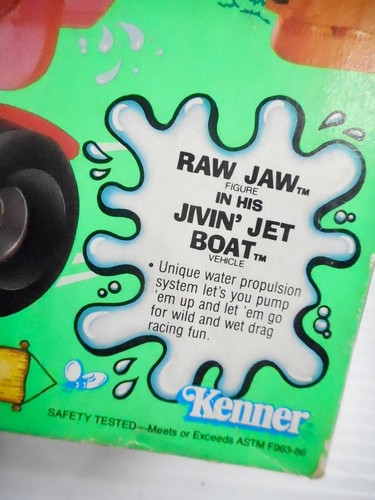 RAW JAW™
FIGURE
IN HIS
JIVIN' JET
BOAT™
VEHICLE
• Unique water propulsion
system let's you pump
'em up and let 'em go
for wild and wet drag
racing fun.
Kenner
SAFETY TESTED—Meets or Exceeds ASTM F963-86